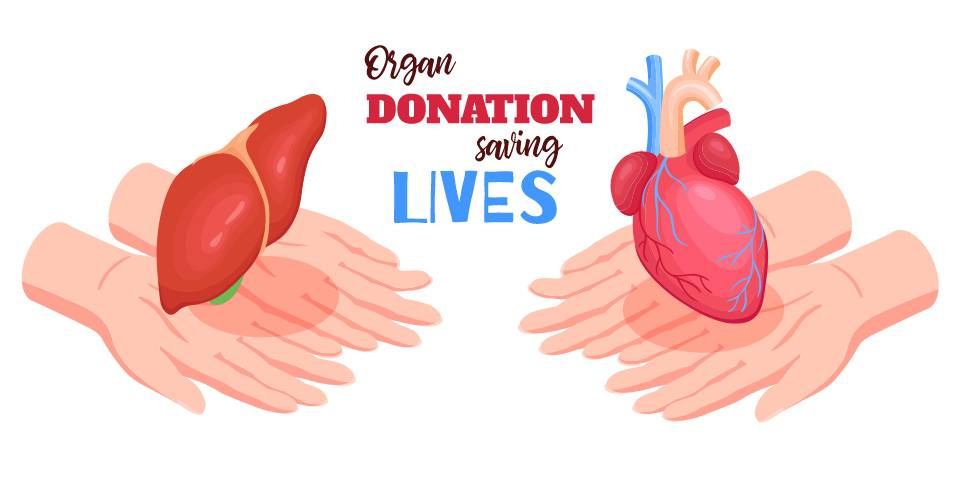 Organ
DONATION
saving
LIVES